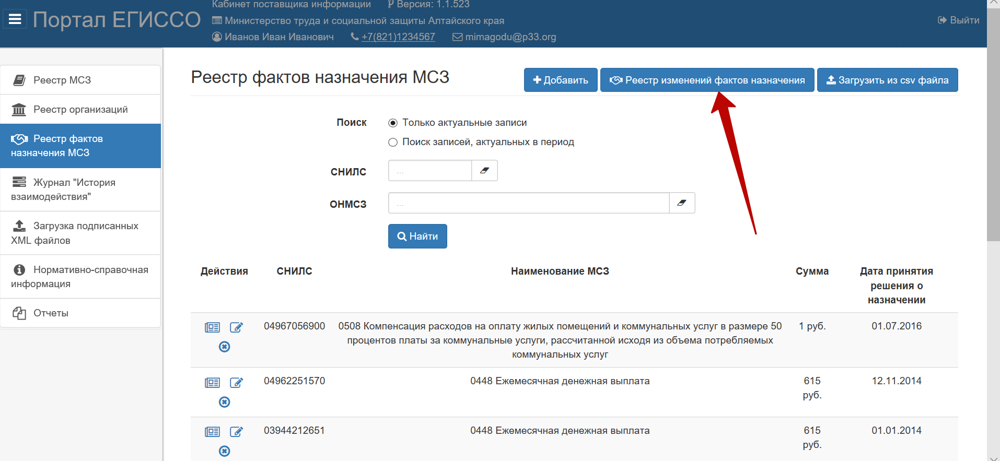 Кабинет поставщика информации Версия: 1.1.523
Портал ЕГИССО
Министерство труда и социальной защиты Алтайского края
Выйти
Иванов Иван Иванович +7(821)1234567 mimagodu@p33.org
Реестр МСЗ
Реестр организаций
Реестр фактов
назначения МСЗ
Журнал "История
взаимодействия"
Загрузка подписанных
XML файлов
Нормативно-справочная
информация
Отчеты
Реестр фактов назначения МСЗ
Добавить
Реестр изменений фактов назначения
Загрузить из csv файла
Поиск
Только актуальные записи
Поиск записей, актуальных в период
СНИЛС ...
ОНМСЗ ...
Найти
Действия СНИЛС Наименование МСЗ Сумма Дата принятия
решения о
назначении
04967056900 0508 Компенсация расходов на оплату жилых помещений и коммунальных услуг в размере 50 1 руб. 01.07.2016
процентов платы за коммунальные услуги, рассчитанной исходя из объема потребляемых
коммунальных услуг
04962251570 0448 Ежемесячная денежная выплата 615 12.11.2014
руб.
03944212651 0448 Ежемесячная денежная выплата 615 01.01.2014
руб.